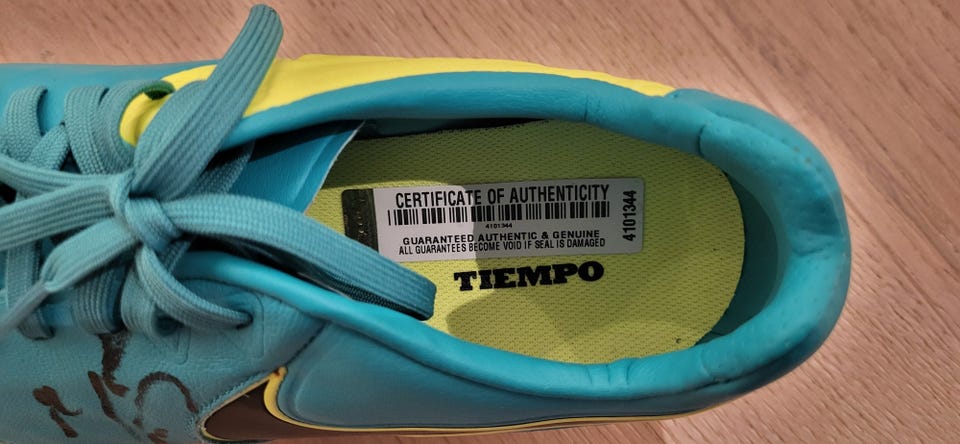 CERTIFICATE OF AUTHENTICITY
4101344
GUARANTEED AUTHENTIC & GENUINE
ALL GUARANTEES BECOME VOID IF SEAL IS DAMAGED
4101344
TIEMPO